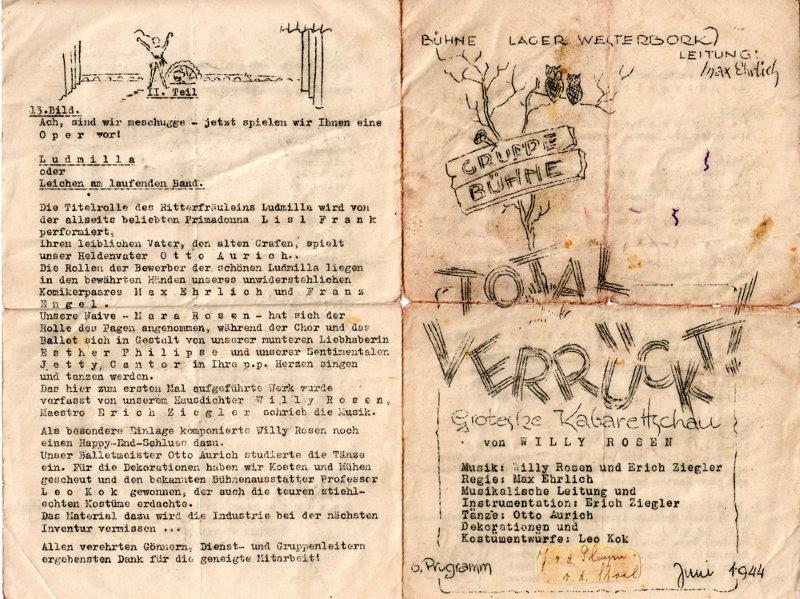 II. Teil
13.Bild.
Ach, sind wir meschugge - jetzt spielen wir Ihnen eine
O p e r vor!
L u d m i l l a
oder
Leichen am laufenden Band.
Die Titelrolle des Ritterfräuleins Ludmilla wird von
der allseits beliebten Primadonna L i s l F r a n k
performiert,
ihren leiblichen Vater, den alten Grafen, spielt
unser Heldenvater O t t o A u r i c h..
Die Rollen der Bewerber der schönen Ludmilla liegen
in den bewährten Händen unseres unwiderstehlichen
Komikerpaares M a x E h r l i c h und F r a n z
E n g e l .
Unsere Naive - M a r a R o s e n - hat sich der
Rolle des Pagen angenommen, während der Chor und das
Ballet sich in Gestalt von unserer munteren Liebhaberin
E s t h e r P h i l i p s e und unserer Sentimentalen
J e t t y C a n t o r in Ihre p.p. Herzen singen
und tanzen werden.
Das hier zum ersten Mal aufgeführte Werk wurde
verfasst von unserem Hausdichter W i l l y R o s e n,
Maestro E r i c h Z i e g l e r schrieb die Musik.
Als besondere Einlage komponierte Willy Rosen noch
einen Happy-End-Schluss dazu.
Unser Balletmeister Otto Aurich studierte die Tänze
ein. Für die Dekorationen haben wir Kosten und Mühen
gescheut und den bekannten Bühnenausstatter Professor
L e o K o k gewonnen, der auch die teuren stiehl-
echten Kostüme erdachte.
Das Material dazu wird die Industrie bei der nächsten
Inventur vermissen ...
Allen verehrten Gönnern, Dienst- und Gruppenleitern
ergebensten Dank für die geneigte Mitarbeit!
BÜHNE LAGER WESTERBORK
LEITUNG:
Max Ehrlich
GRUPPE
BÜHNE
TOTAL
VERRÜCKT!
Groteske Kabarettschau
von W I L L Y R O S E N
Musik: Willy Rosen und Erich Ziegler
Regie: Max Ehrlich
Musikalische Leitung und
Instrumentation: Erich Ziegler
Tänze: Otto Aurich
Dekorationen und
Kostümentwürfe: Leo Kok
6. Programm
Juni 1944